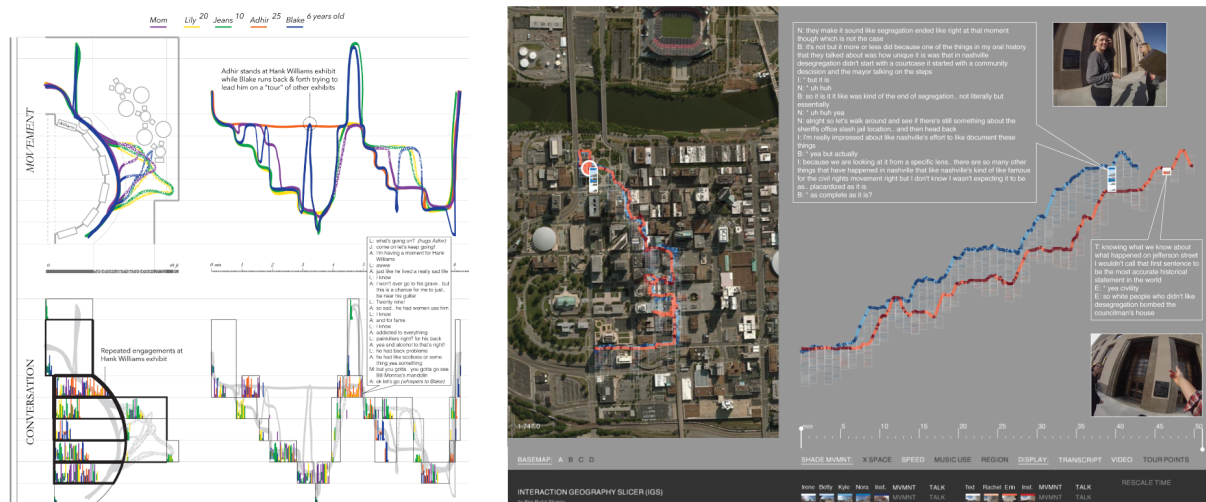 Mom Lily 20 Jeans 10 Adhir 25 Blake 6 years old
MOVEMENT
Adhir stands at Hank Williams exhibit
while Blake runs back & forth trying to
lead him on a "tour" of other exhibits
Williams
CONVERSATION
Repeated engagements at
Hank Williams exhibit
L: what's going on? (hugs Adhir)
J: come on let's keep going!
A: I'm having a moment for Hank
Williams
L: awww
A: just like he lived a really sad life
L: I know
A: I won't ever go to his grave.. but
this is a chance for me to just..
be near his guitar
L: Twenty nine!
A: so sad.. he had women use him
L: I know
A: and for fame
L: I know
A: addicted to everything
L: painkillers right? for his back
A: yea and alcohol to that's right!
L: he had back problems
A: he had like scoliosis or some
thing yea something
M: but you gotta.. you gotta go see
Bill Monroe's mandolin
A: ok let's go (whispers to Blake)
N: they make it sound like segregation ended like right at that moment
though which is not the case
B: it's not but it more or less did because one of the things in my oral history
that they talked about was how unique it is was that in nashville
desegregation didn't start with a courtcase it started with a community
descision and the mayor talking on the steps
I: * but it is
N: * uh huh
B: so it is it it like was kind of the end of segregation.. not literally but
essentially
N: * uh huh yea
N: alright so let's walk around and see if there's still something about the
sheriffs office slash jail location.. and then head back
I: I'm really impressed about like nashville's effort to like document these
things
B: * yea but actually
I: because we are looking at it from a specific lens.. there are so many other
things that have happened in nashville that like nashville's kind of like famous
for the civil rights movement right but I don't know I wasn't expecting it to be
as.. placardized as it is
B: * as complete as it is?
T: knowing what we know about
what happened on jefferson street
I wouldn't call that first sentence to
be the most accurate historical
statement in the world
E: * yea civility
E: so white people who didn't like
desegregation bombed the
councilman's house
5 10 15 20 25 30 35 40 45 50
BASEMAP: A B C D
SHADE MVMNT: X SPACE SPEED MUSIC USE REGION DISPLAY: TRANSCRIPT VIDEO TOUR POINTS
INTERACTION GEOGRAPHY SLICER (IGS)
Irene Betty Kyle Nora Inst. MVMNT TALK Ted Rachel Erin Inst. MVMNT TALK
MVMNT TALK MVMNT TALK
RESCALE TIME